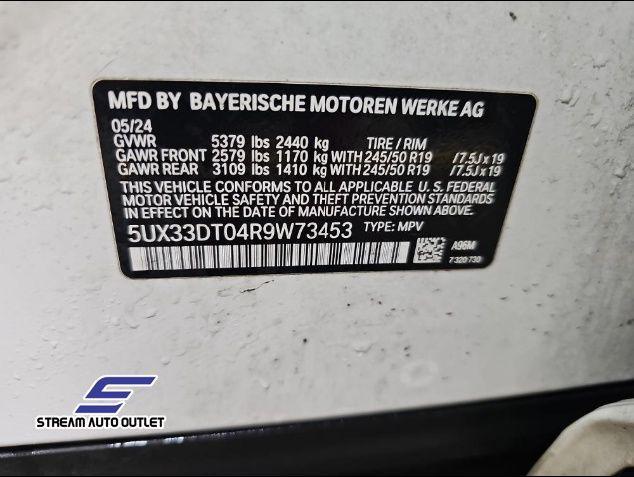 MFD BY BAYERISCHE MOTOREN WERKE AG
05/24
GVWR 5379 lbs 2440 kg TIRE / RIM
GAWR FRONT 2579 lbs 1170 kg WITH 245/50 R19 /7.5J x 19
GAWR REAR 3109 lbs 1410 kg WITH 245/50 R19 /7.5J x 19
THIS VEHICLE CONFORMS TO ALL APPLICABLE U. S. FEDERAL
MOTOR VEHICLE SAFETY AND THEFT PREVENTION STANDARDS
IN EFFECT ON THE DATE OF MANUFACTURE SHOWN ABOVE.
5UX33DT04R9W73453 TYPE: MPV
A96M
7 320 730
STREAM AUTO OUTLET